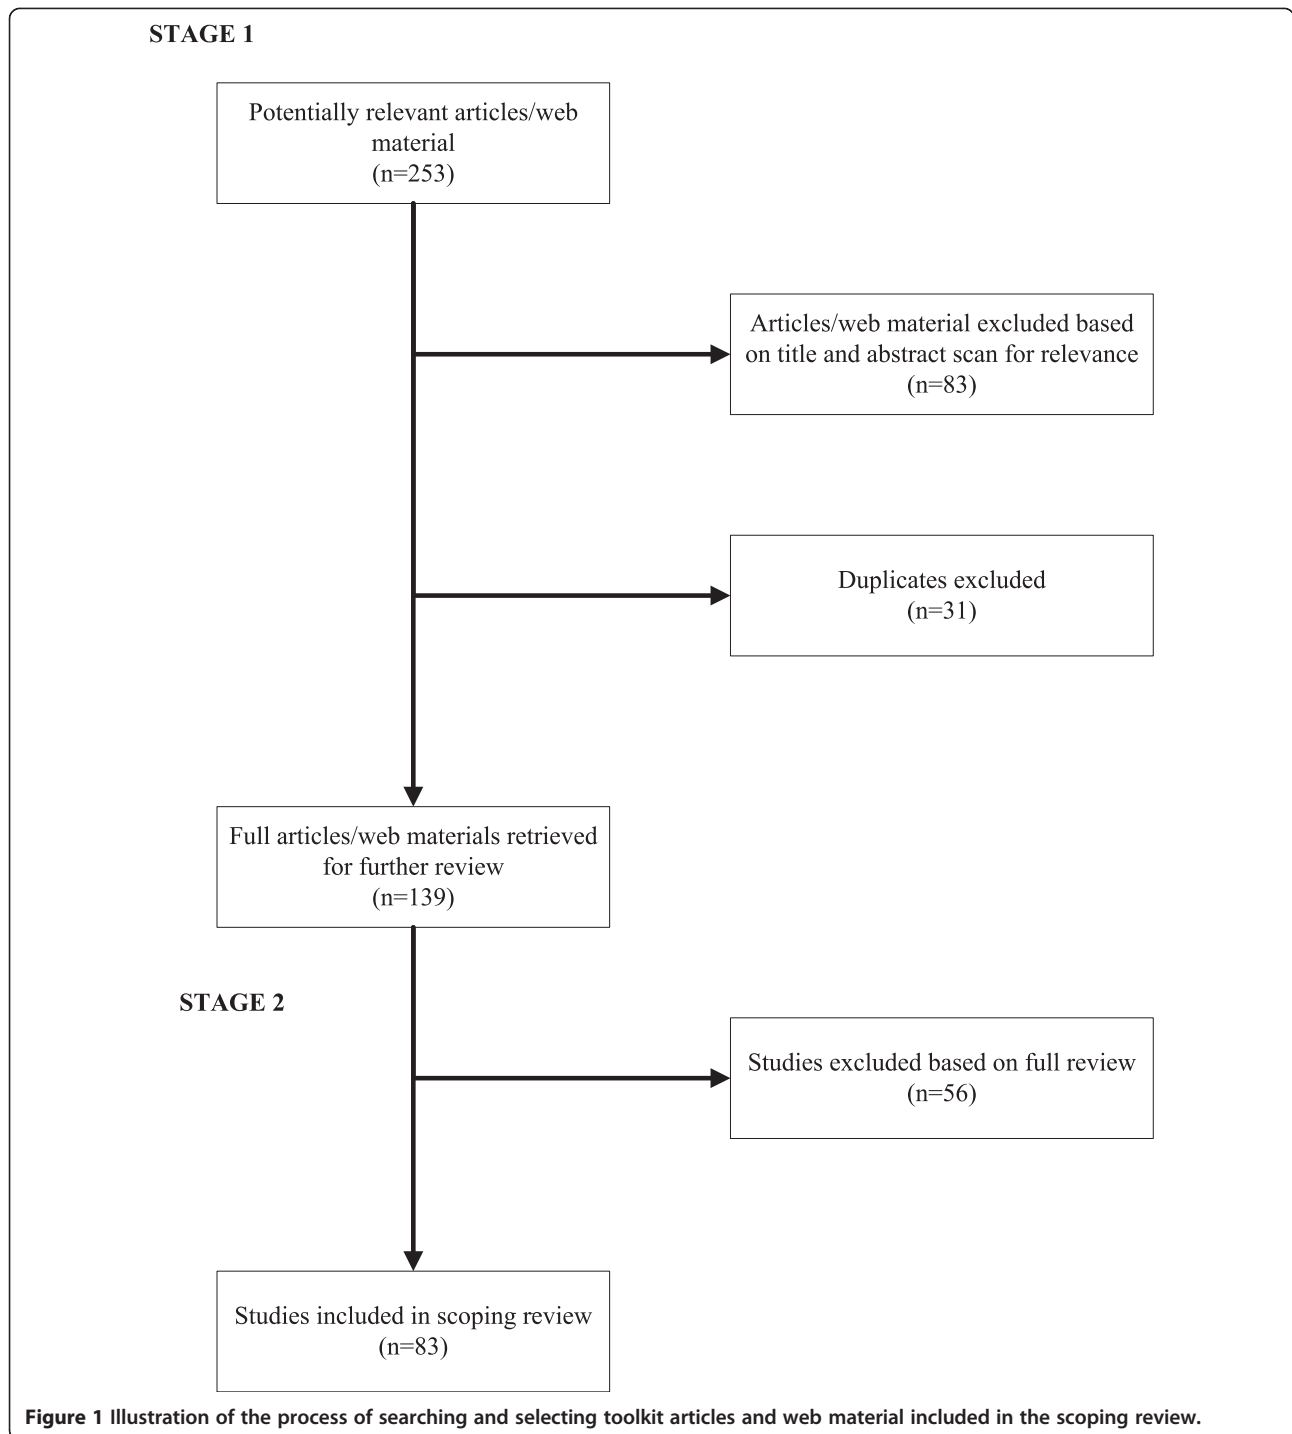 STAGE 1
Potentially relevant articles/web
material
(n=253)
Articles/web material excluded based
on title and abstract scan for relevance
(n=83)
Duplicates excluded
(n=31)
Full articles/web materials retrieved
for further review
(n=139)
STAGE 2
Studies excluded based on full review
(n=56)
Studies included in scoping review
(n=83)
Figure 1 Illustration of the process of searching and selecting toolkit articles and web material included in the scoping review.